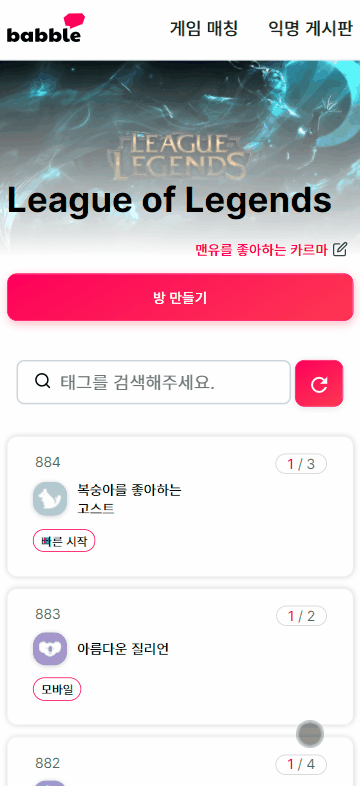 babble
게임 매칭
익명 게시판
LEAGUE
OF
LEGENDS
League of Legends
맨유를 좋아하는 카르마
방 만들기
태그를 검색해주세요.
884
1 / 3
복숭아를 좋아하는
고스트
빠른 시작
883
1 / 2
아름다운 질리언
모바일
882
1 / 4